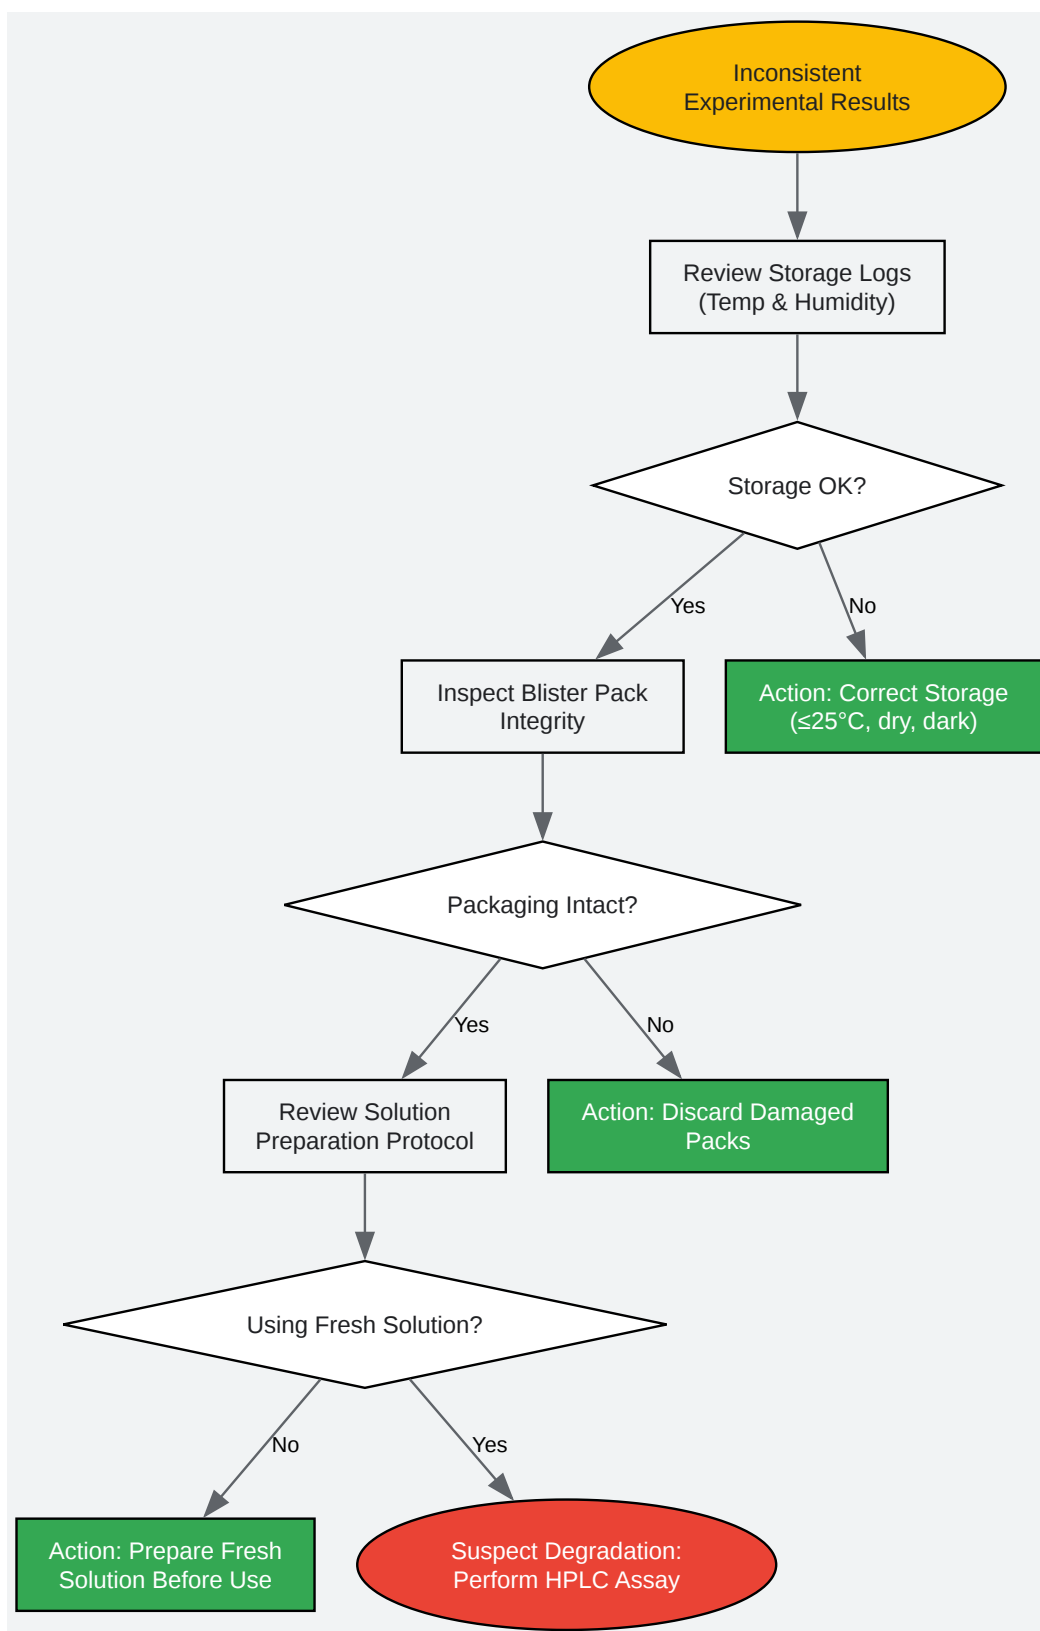 Inconsistent
Experimental Results
Review Storage Logs
(Temp & Humidity)
Storage OK?
Yes
No
Inspect Blister Pack
Integrity
Action: Correct Storage
(≤25°C, dry, dark)
Packaging Intact?
Yes
No
Review Solution
Preparation Protocol
Action: Discard Damaged
Packs
Using Fresh Solution?
No
Yes
Action: Prepare Fresh
Solution Before Use
Suspect Degradation:
Perform HPLC Assay